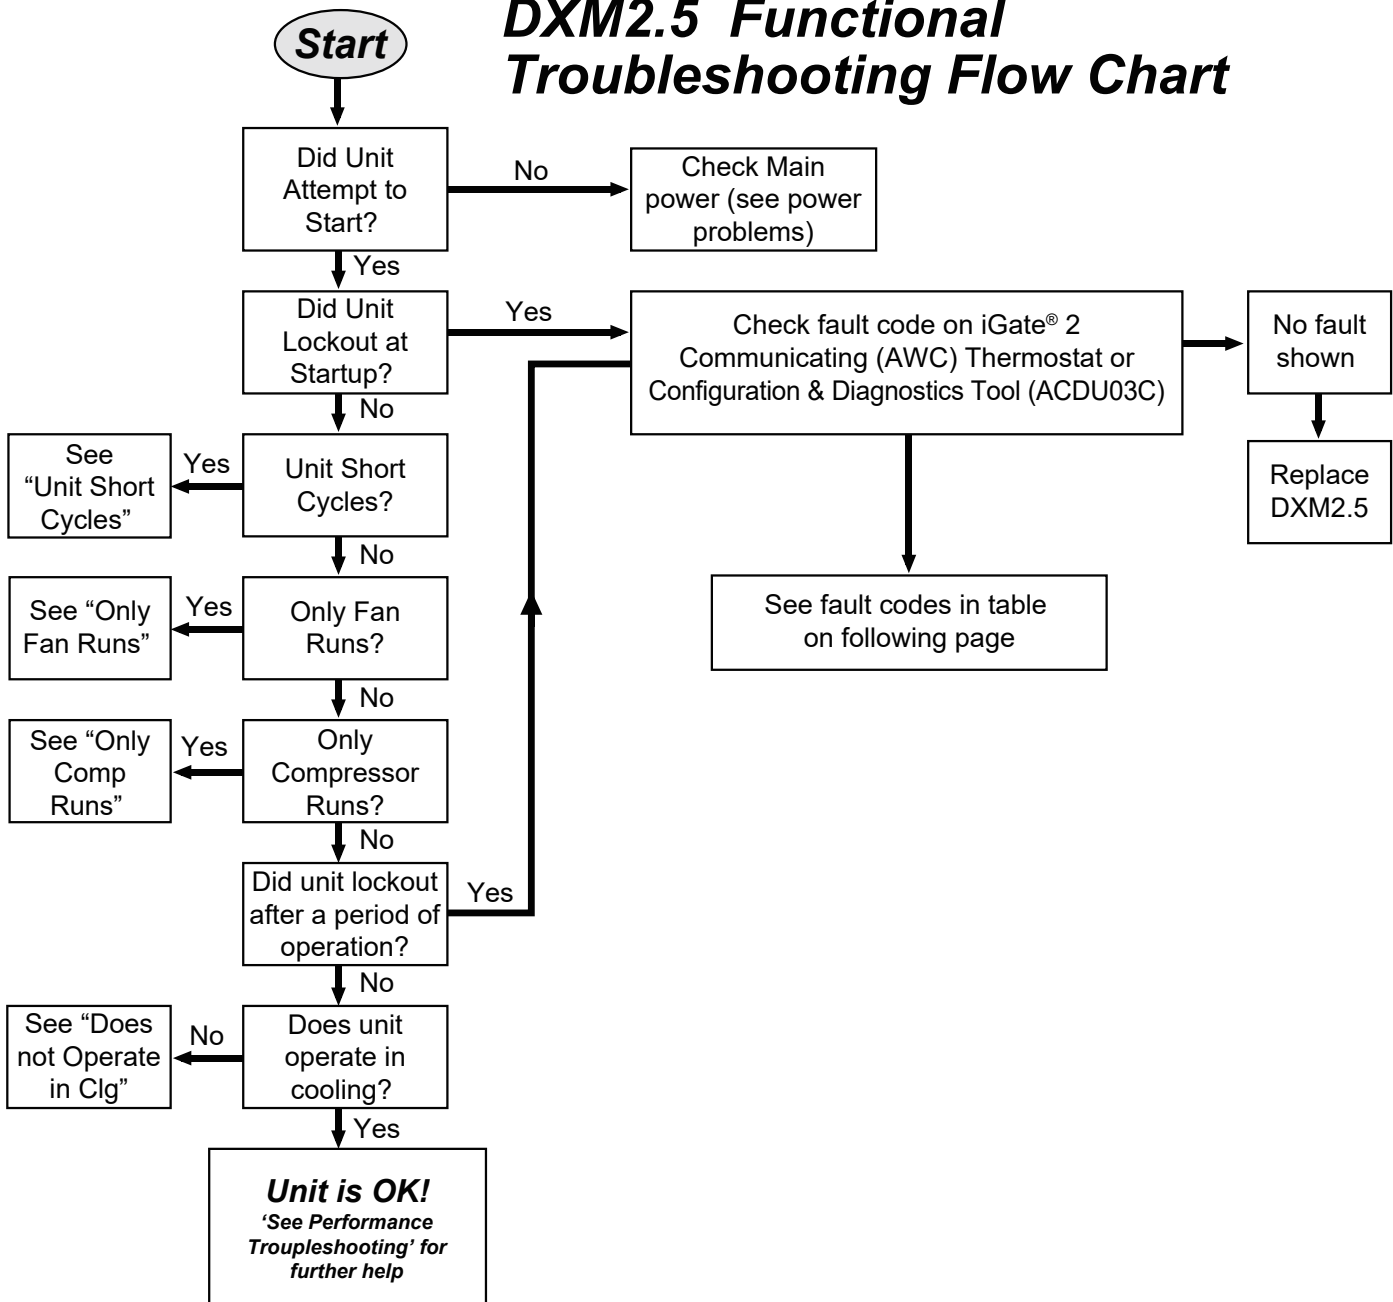 DXM2.5 Functional
Troubleshooting Flow Chart
Start
Did Unit
Attempt to
Start?
No
Check Main
power (see power
problems)
Yes
Did Unit
Lockout at
Startup?
Yes
Check fault code on iGate® 2
Communicating (AWC) Thermostat or
Configuration & Diagnostics Tool (ACDU03C)
No fault
shown
Replace
DXM2.5
See fault codes in table
on following page
No
Unit Short
Cycles?
Yes
See
“Unit Short
Cycles”
No
Only Fan
Runs?
Yes
See “Only
Fan Runs”
No
Only
Compressor
Runs?
Yes
See “Only
Comp
Runs”
No
Did unit lockout
after a period of
operation?
Yes
No
Does unit
operate in
cooling?
No
See “Does
not Operate
in Clg”
Yes
Unit is OK!
‘See Performance
Troupleshooting’ for
further help